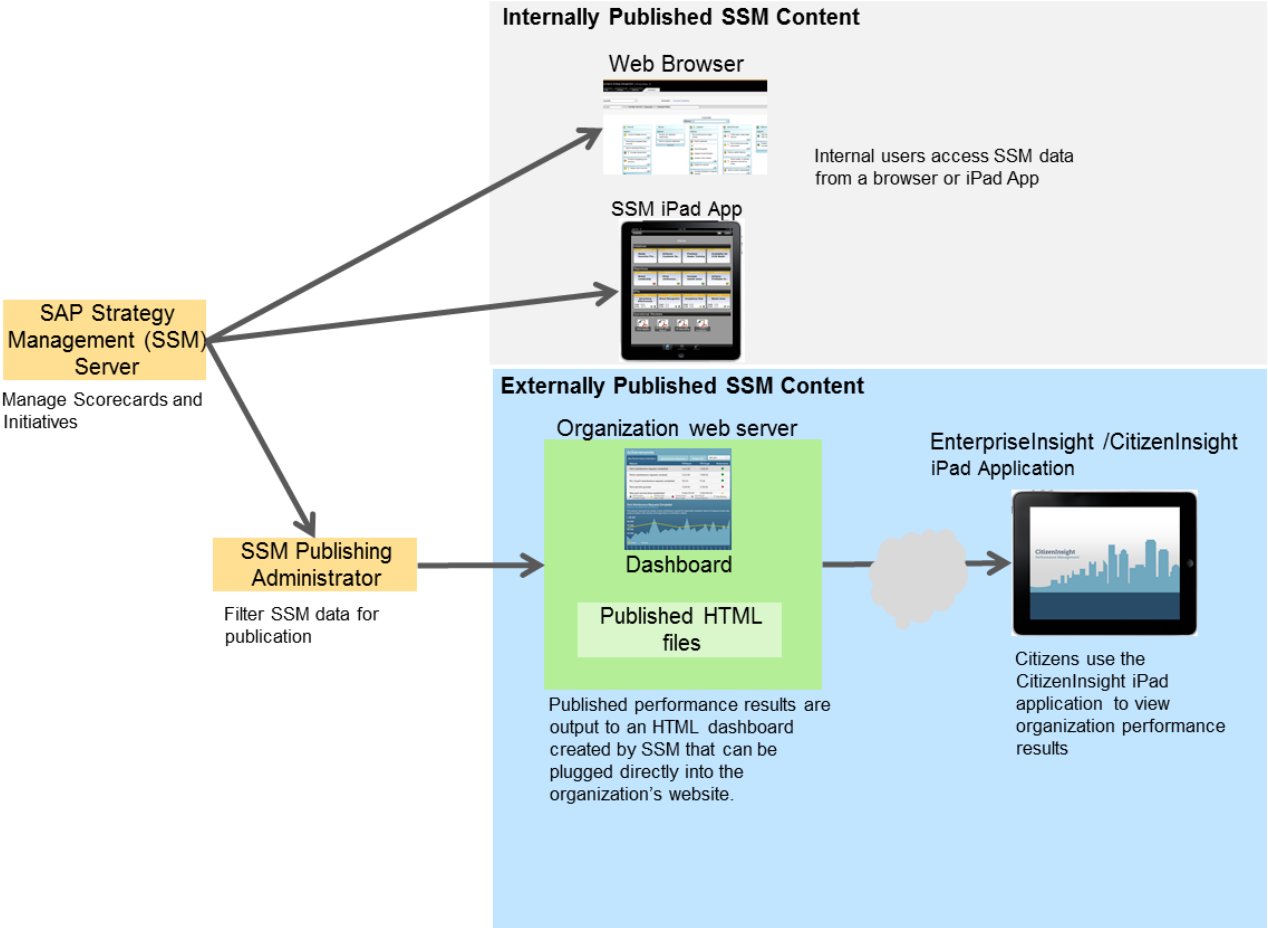 Internally Published SSM Content
Web Browser
Internal users access SSM data
from a browser or iPad App
SSM iPad App
SAP Strategy
Management (SSM)
Server
Manage Scorecards and
Initiatives
Externally Published SSM Content
Organization web server
Dashboard
Published HTML
files
Published performance results are
output to an HTML dashboard
created by SSM that can be
plugged directly into the
organization's website.
SSM Publishing
Administrator
Filter SSM data for
publication
EnterpriseInsight /CitizenInsight
iPad Application
CitizenInsight
Performance Management
Citizens use the
CitizenInsight iPad
application to view
organization performance
results